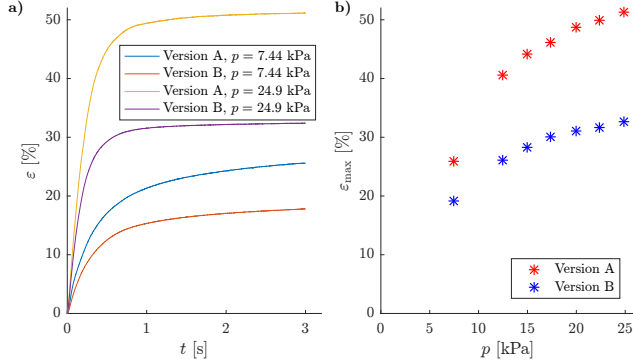 a)
50
40
30
20
10
0
ε [%]
0
1
2
3
t [s]
Version A, p = 7.44 kPa
Version B, p = 7.44 kPa
Version A, p = 24.9 kPa
Version B, p = 24.9 kPa
b)
50
40
30
20
10
0
εmax [%]
0
5
10
15
20
25
p [kPa]
Version A
Version B